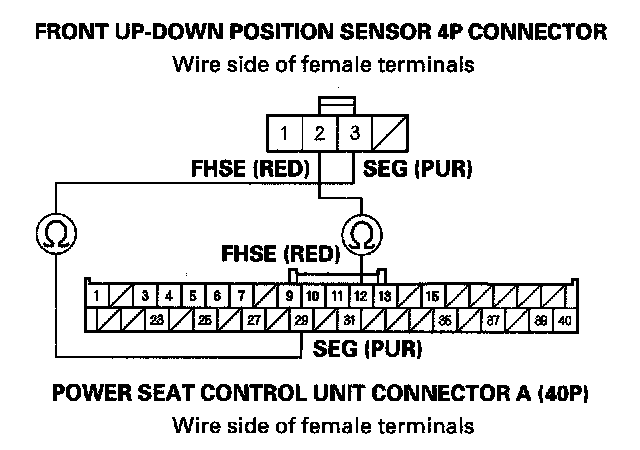 FRONT UP-DOWN POSITION SENSOR 4P CONNECTOR
Wire side of female terminals
1 2 3
FHSE (RED) SEG (PUR)
Ω Ω
FHSE (RED)
1 3 4 5 6 7 9 10 11 12 13 15
23 25 27 29 31 35 37 39 40
SEG (PUR)
POWER SEAT CONTROL UNIT CONNECTOR A (40P)
Wire side of female terminals